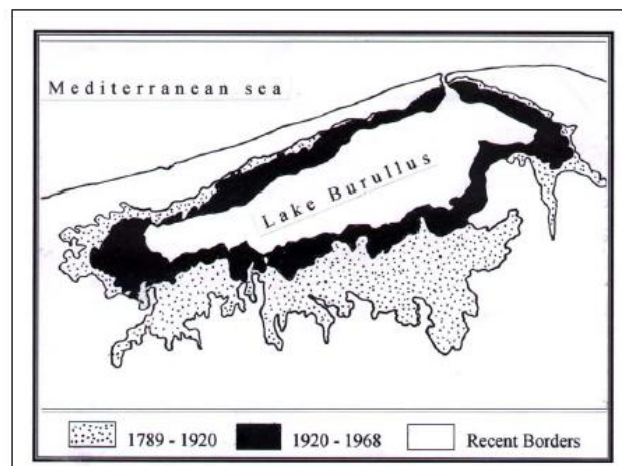 Mediterranean sea
Lake Burullus
1789 - 1920
1920 - 1968
Recent Borders